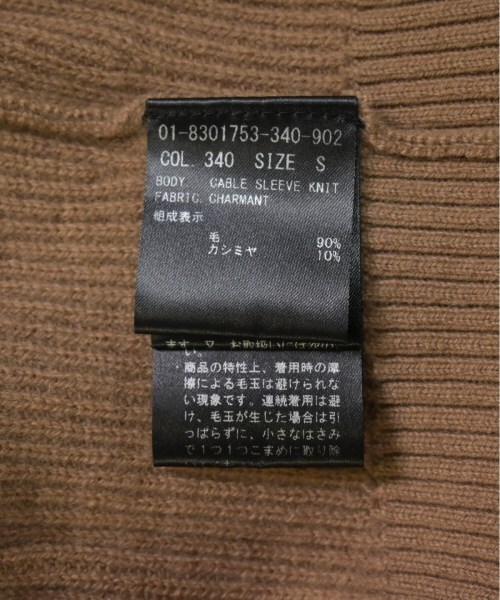 01-8301753-340-902
COL. 340 SIZE S
BODY. CABLE SLEEVE KNIT
FABRIC. CHARMANT
組成表示
毛 90%
カシミヤ 10%
い。
・商品の特性上、着用時の摩
擦による毛玉は避けられな
い現象です。連続着用は避
け、毛玉が生じた場合は引
っぱらずに、小さなはさみ
で１つ１つこまめに取り除